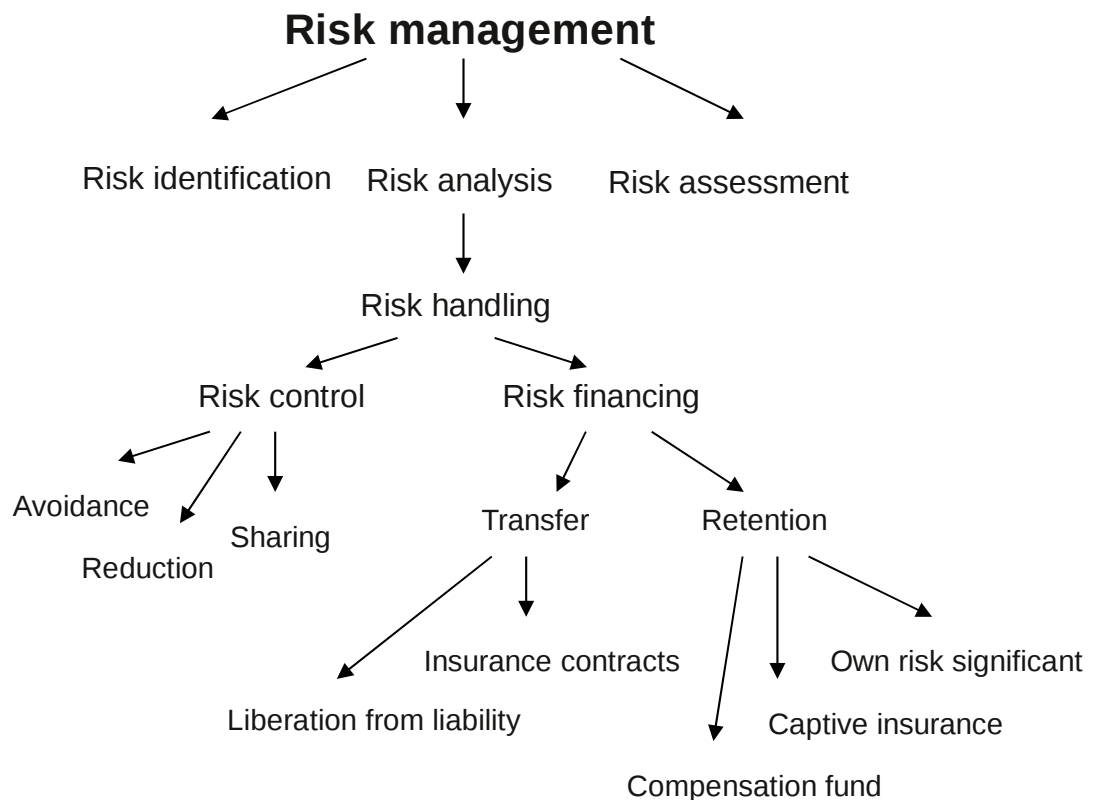 Risk management
Risk identification
Risk analysis
Risk assessment
Risk handling
Risk control
Risk financing
Avoidance
Reduction
Sharing
Transfer
Retention
Insurance contracts
Liberation from liability
Own risk significant
Captive insurance
Compensation fund